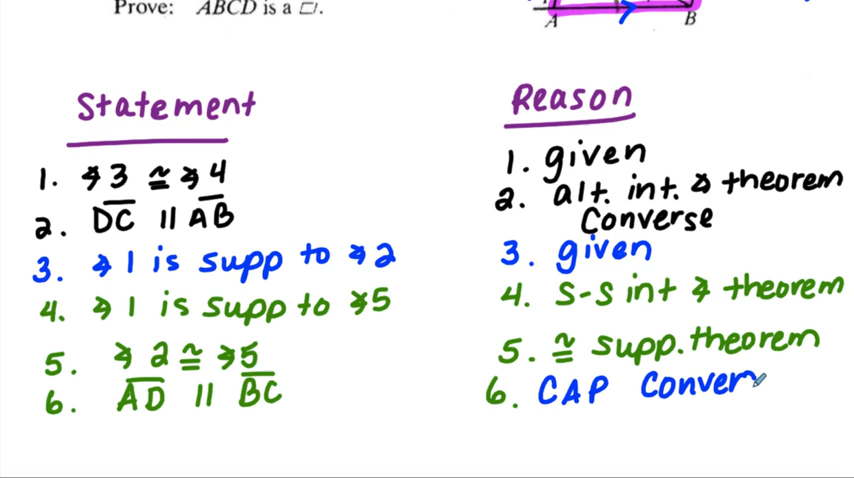 Prove: ABCD is a ▱.
A B
Statement Reason
1. ∡3 ≅ ∡4 1. given
2. DC || AB 2. alt. int. ∡ theorem
Converse
3. ∡1 is supp to ∡2 3. given
4. ∡1 is supp to ∡5 4. S-S int ∡ theorem
5. ∡2 ≅ ∡5 5. ≅ supp. theorem
6. AD || BC 6. CAP Conver